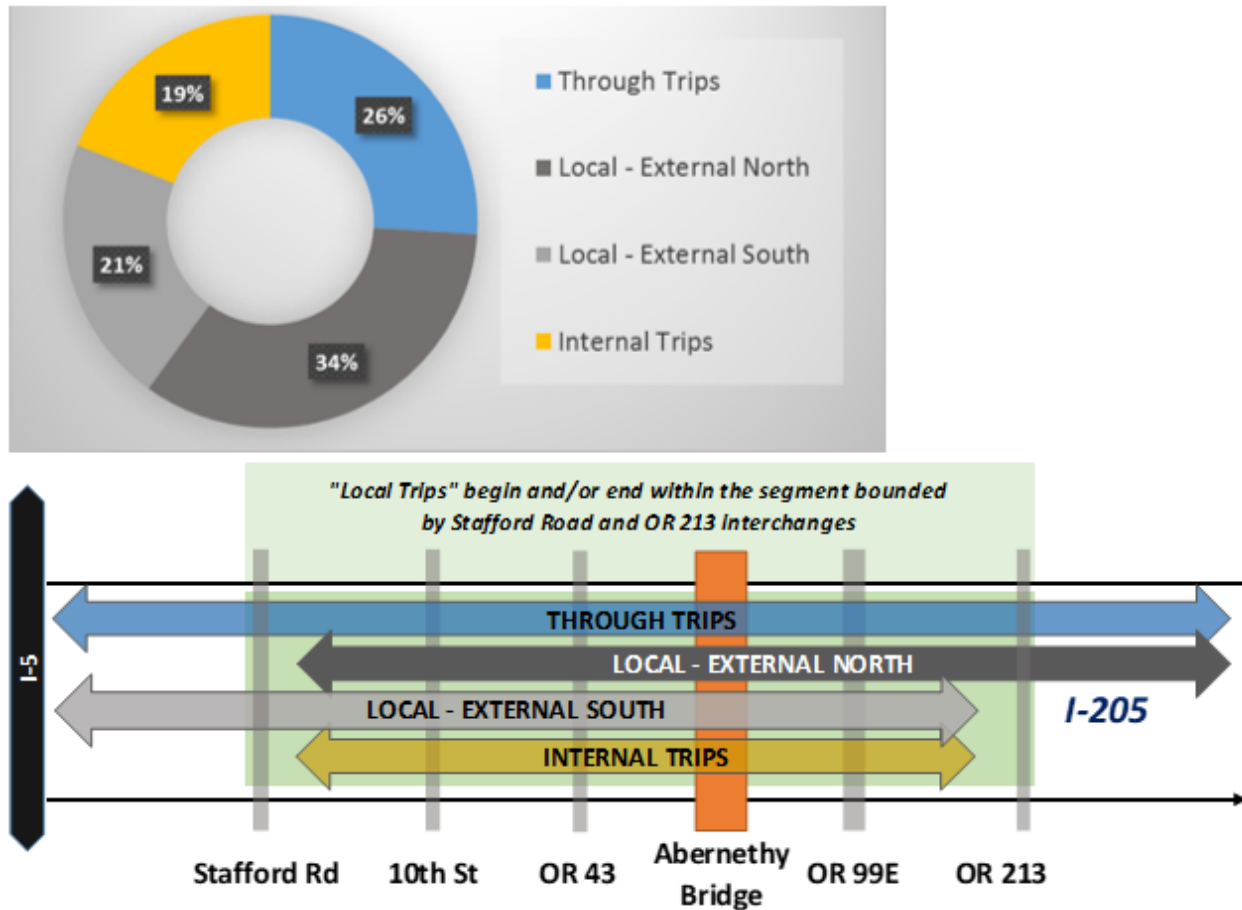 19%
26%
21%
34%
Through Trips
Local - External North
Local - External South
Internal Trips
"Local Trips" begin and/or end within the segment bounded
by Stafford Road and OR 213 interchanges
I-5
THROUGH TRIPS
LOCAL - EXTERNAL NORTH
LOCAL - EXTERNAL SOUTH
I-205
INTERNAL TRIPS
Stafford Rd
10th St
OR 43
Abernethy
Bridge
OR 99E
OR 213